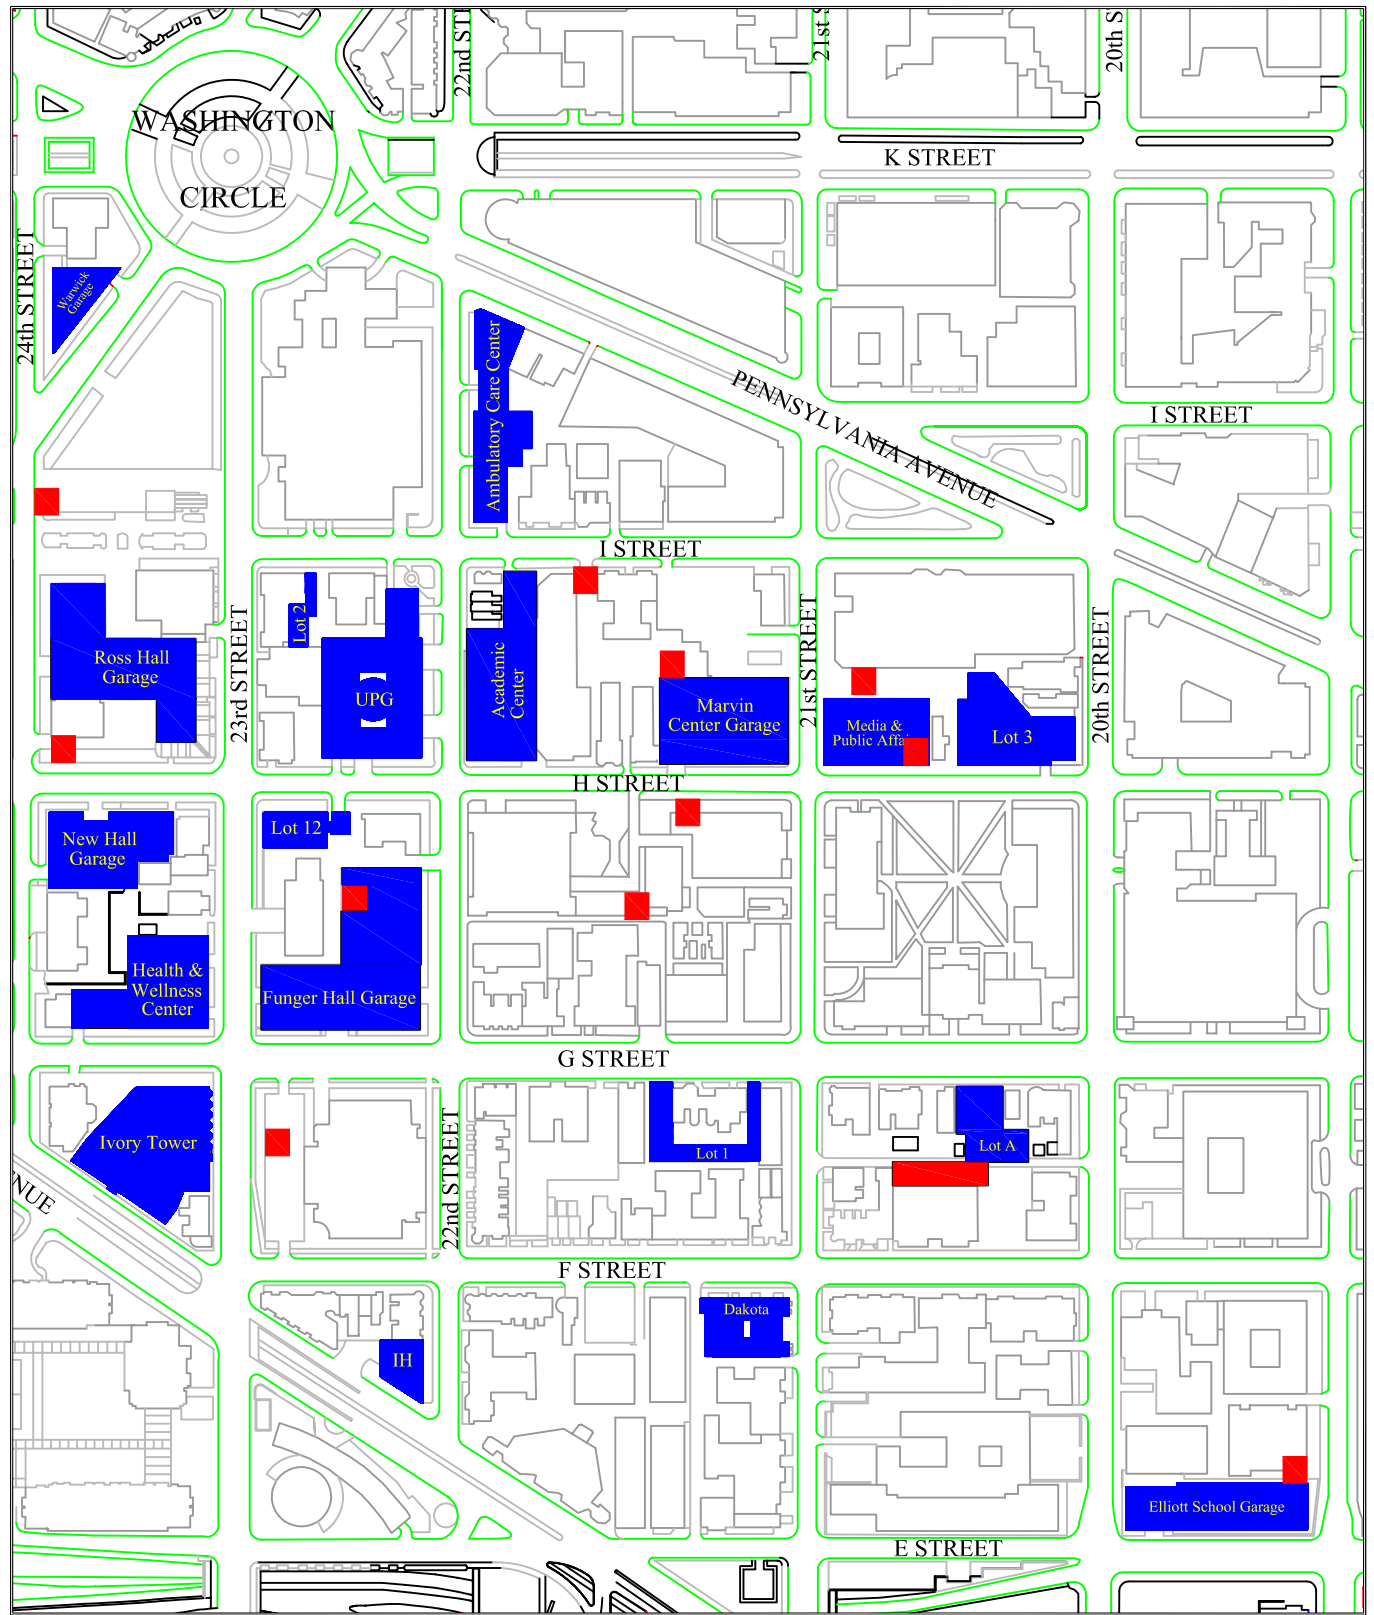 22nd STR
21st S
20th S
WASHINGTON
CIRCLE
K STREET
24th STREET
Warwick
Garage
Ambulatory Care Center
PENNSYLVANIA AVENUE
I STREET
I STREET
Lot 2
Ross Hall
Garage
23rd STREET
UPG
Academic
Center
Marvin
Center Garage
21st STREET
Media &
Public Affa
Lot 3
20th STREET
H STREET
New Hall
Garage
Lot 12
Health &
Wellness
Center
Funger Hall Garage
G STREET
Ivory Tower
NUE
22nd STREET
Lot 1
Lot A
F STREET
Dakota
IH
Elliott School Garage
E STREET